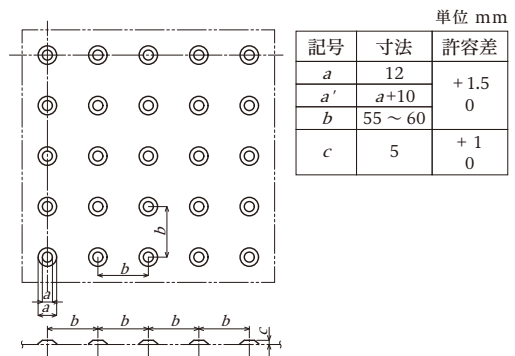 単位 mm
記号 寸法 許容差
a 12 +1.5 0
a′ a+10
b 55 ～ 60
c 5 + 1 0
b
b
a
a
b b b b c